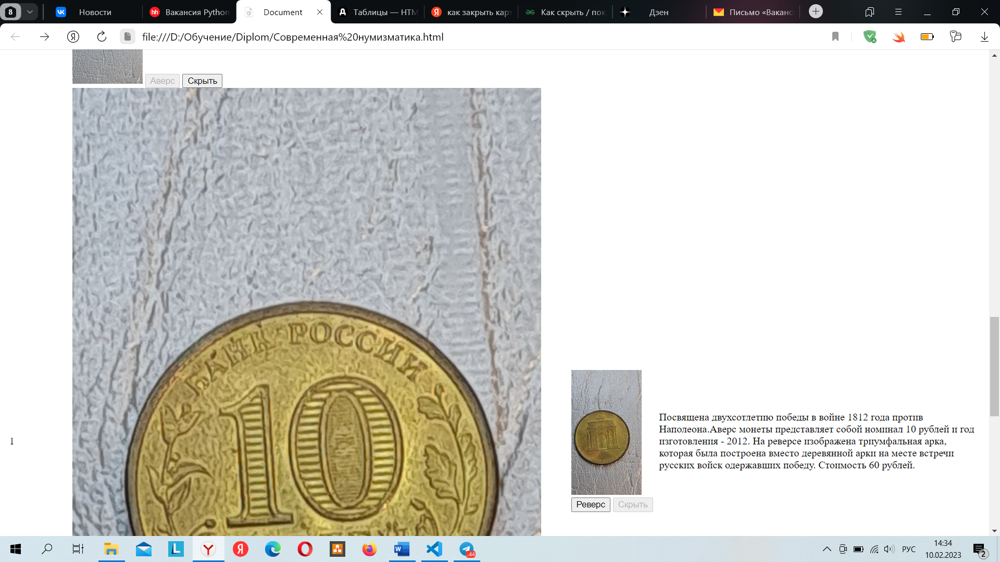 8
Новости
Вакансия Python
Document
Таблицы — HTM
как закрыть карт
Как скрыть / пок
Дзен
Письмо «Ваканс
file:///D:/Обучение/Diplom/Современная%20нумизматика.html
Аверс Скрыть
БАНК РОССИИ
10
1
Посвящена двухсотлетию победы в войне 1812 года против
Наполеона.Аверс монеты представляет собой номинал 10 рублей и год
изготовления - 2012. На реверсе изображена триумфальная арка,
которая была построена вместо деревянной арки на месте встречи
русских войск одержавших победу. Стоимость 60 рублей.
Реверс Скрыть
..44
РУС
14:34
10.02.2023
2